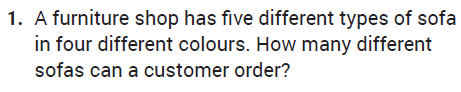 1. A furniture shop has five different types of sofa
in four different colours. How many different
sofas can a customer order?